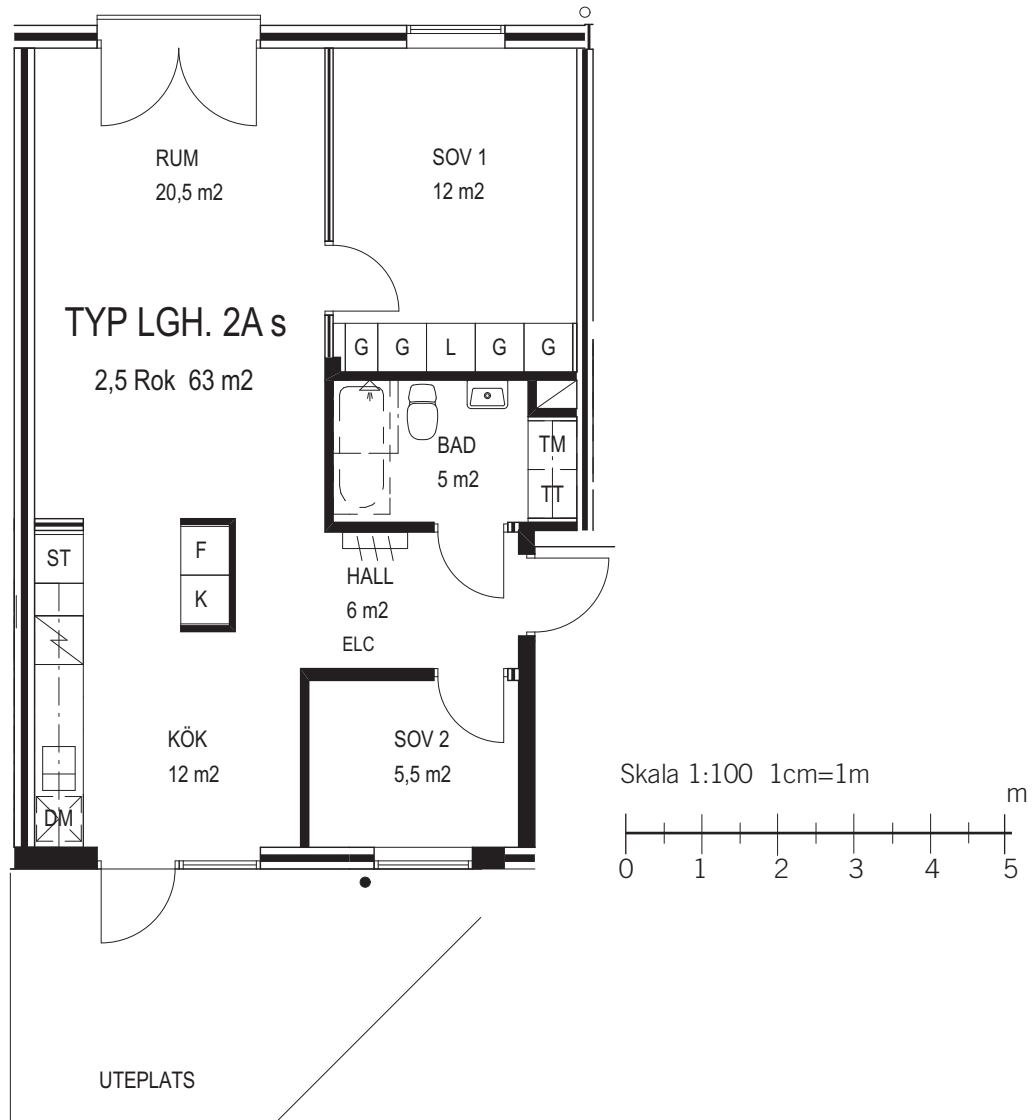 RUM
20,5 m2
SOV 1
12 m2
TYP LGH. 2A s
2,5 Rok 63 m2
G G L G G
BAD
5 m2
TM
TT
ST
F
K
HALL
6 m2
ELC
KÖK
12 m2
SOV 2
5,5 m2
DM
Skala 1:100 1cm=1m
m
0 1 2 3 4 5
UTEPLATS